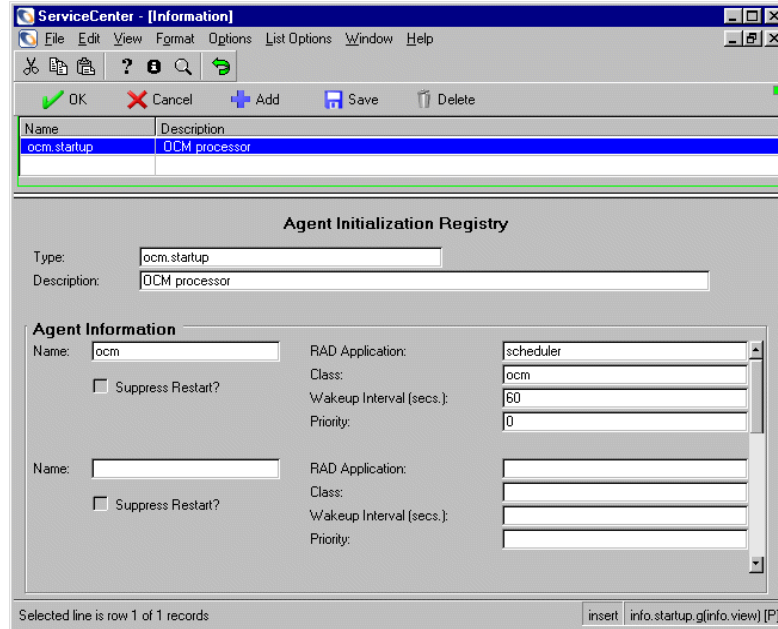 ServiceCenter - [Information]
File Edit View Format Options List Options Window Help
OK Cancel Add Save Delete
Name Description
ocm.startup OCM processor
Agent Initialization Registry
Type: ocm.startup
Description: OCM processor
Agent Information
Name: ocm RAD Application: scheduler
Suppress Restart? Class: ocm
Wakeup Interval (secs.): 60
Priority: 0
Name: RAD Application:
Suppress Restart? Class:
Wakeup Interval (secs.):
Priority:
Selected line is row 1 of 1 records insert info.startup.g(info.view) [P]